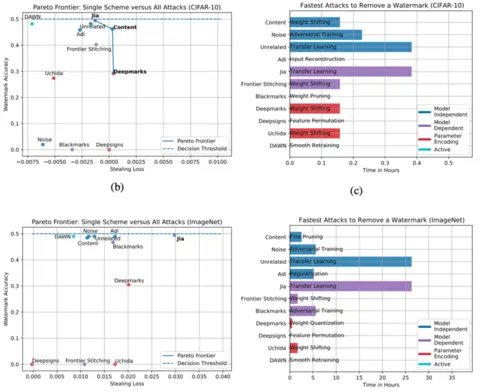 Pareto Frontier: Single Scheme versus All Attacks (CIFAR-10)
DAWN
Jia
Unrelated
Content
Adi
Frontier Stitching
Uchida
Deepmarks
Noise
Blackmarks
Deepsigns
Pareto Frontier
Decision Threshold
Watermark Accuracy
0.5
0.4
0.3
0.2
0.1
0.0
-0.0075 -0.0050 -0.0025 0.0000 0.0025 0.0050 0.0075 0.0100
Stealing Loss
(b)
Fastest Attacks to Remove a Watermark (CIFAR-10)
Content Weight Shifting
Noise Adversarial Training
Unrelated Transfer Learning
Adi Input Reconstruction
Jia Transfer Learning
Frontier Stitching Weight Shifting
Blackmarks Weight Pruning
Deepmarks Weight Shifting
Deepsigns Feature Permutation
Uchida Weight Shifting
DAWN Smooth Retraining
Model
Independent
Model
Dependent
Parameter
Encoding
Active
0.0 0.1 0.2 0.3 0.4 0.5
Time in Hours
(c)
Pareto Frontier: Single Scheme versus All Attacks (ImageNet)
DAWN
Noise
Adi
Unrelated
Content
Blackmarks
Jia
Deepmarks
Deepsigns
Frontier Stitching
Uchida
Pareto Frontier
Decision Threshold
Watermark Accuracy
0.5
0.4
0.3
0.2
0.1
0.0
0.000 0.005 0.010 0.015 0.020 0.025 0.030 0.035 0.040
Stealing Loss
Fastest Attacks to Remove a Watermark (ImageNet)
Content Fine Pruning
Noise Adversarial Training
Unrelated Transfer Learning
Adi Regularization
Jia Transfer Learning
Frontier Stitching Weight Shifting
Blackmarks Adversarial Training
Deepmarks Weight Quantization
Deepsigns Feature Permutation
Uchida Weight Shifting
DAWN Smooth Retraining
Model
Independent
Model
Dependent
Parameter
Encoding
Active
0 5 10 15 20 25 30 35
Time in Hours